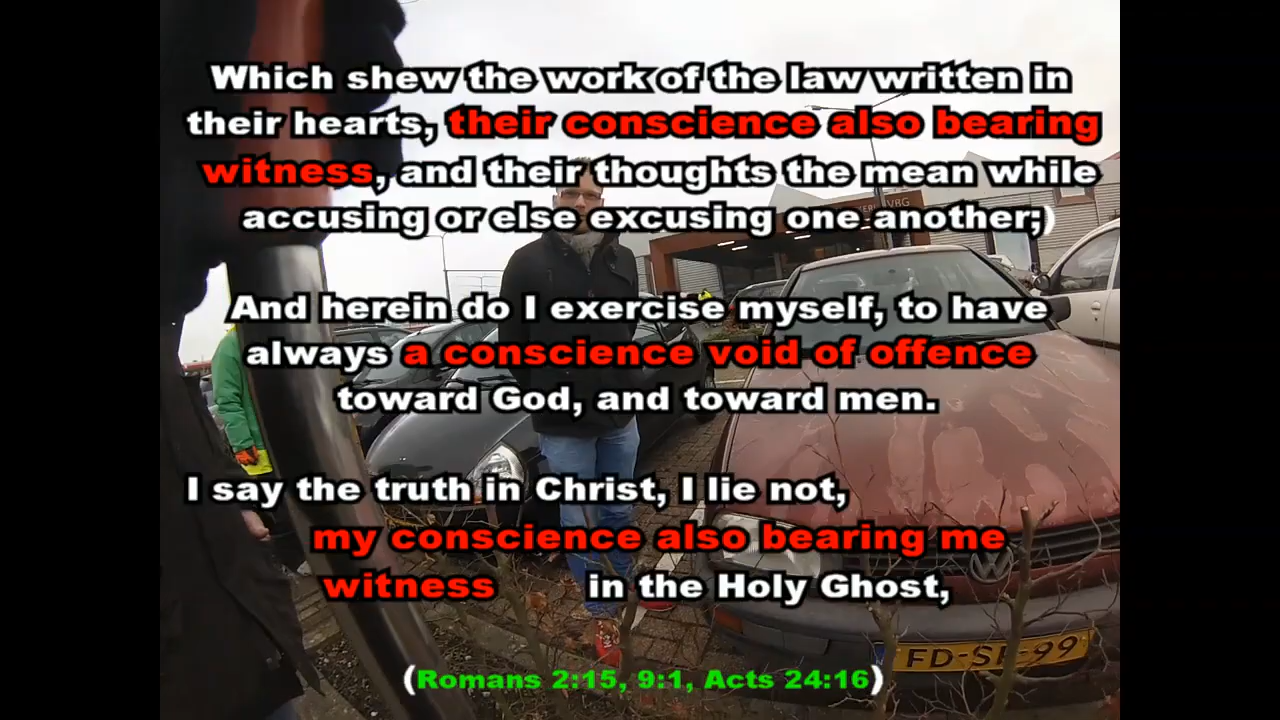 Which shew the work of the law written in
their hearts, their conscience also bearing
witness, and their thoughts the mean while
accusing or else excusing one another;)
And herein do I exercise myself, to have
always a conscience void of offence
toward God, and toward men.
I say the truth in Christ, I lie not,
my conscience also bearing me
witness in the Holy Ghost,
(Romans 2:15, 9:1, Acts 24:16)